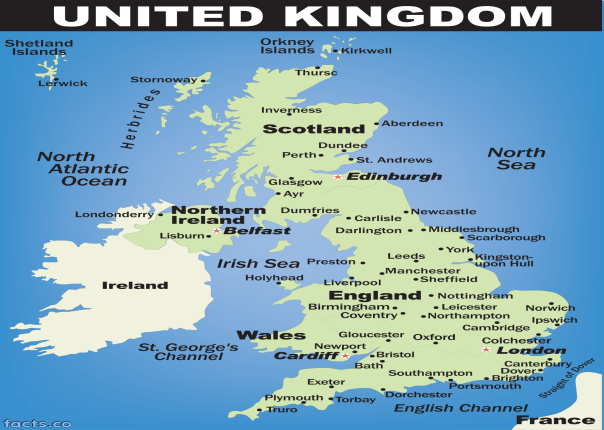 UNITED KINGDOM
Shetland
Islands
Lerwick
Orkney
Islands
Kirkwell
Thursc
Stornoway
Herbrides
Inverness
Scotland
Aberdeen
Dundee
Perth
St. Andrews
North
Atlantic
Ocean
North
Sea
Glasgow
Edinburgh
Ayr
Londonderry
Northern
Ireland
Dumfries
Carlisle
Newcastle
Lisburn
Belfast
Darlington
Middlesbrough
Scarborough
York
Irish Sea
Preston
Leeds
Kingston-
upon Hull
Manchester
Holyhead
Liverpool
Sheffield
Ireland
England
Nottingham
Birmingham
Leicester
Norwich
Coventry
Northampton
Ipswich
Cambridge
Wales
Gloucester
Oxford
Colchester
St. George's
Channel
Newport
London
Cardiff
Bristol
Bath
Canterbury
Dover
Southampton
Brighton
Straight of Dover
Exeter
Portsmouth
Plymouth
Torbay
Dorchester
Truro
English Channel
France
facts.co